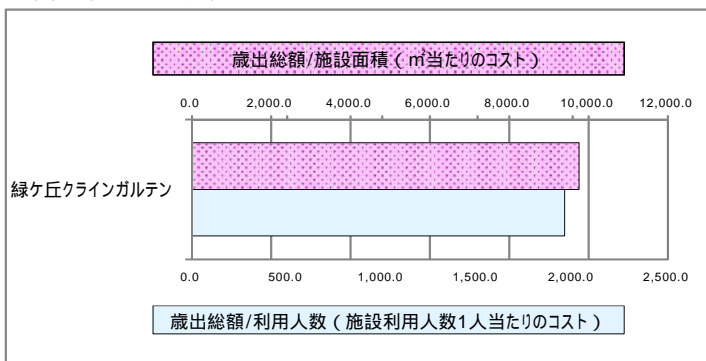 歳出総額/施設面積(㎡当たりのコスト)
0.0 2,000.0 4,000.0 6,000.0 8,000.0 10,000.0 12,000.0
緑ケ丘クラインガルテン
0.0 500.0 1,000.0 1,500.0 2,000.0 2,500.0
歳出総額/利用人数(施設利用人数1人当たりのコスト)